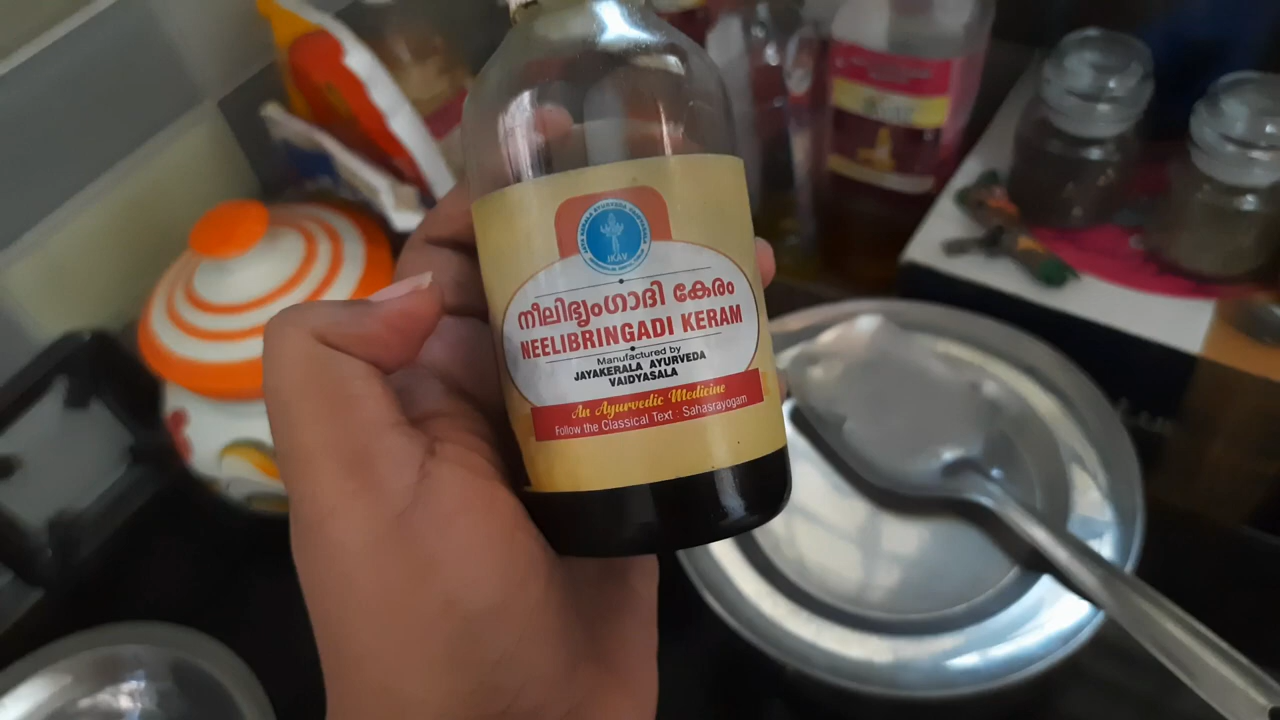 JKAV
നീലിഭൃംഗാദി കേരം
NEELIBRINGADI KERAM
Manufactured by
JAYAKERALA AYURVEDA
VAIDYASALA
An Ayurvedic Medicine
Follow the Classical Text : Sahasrayogam